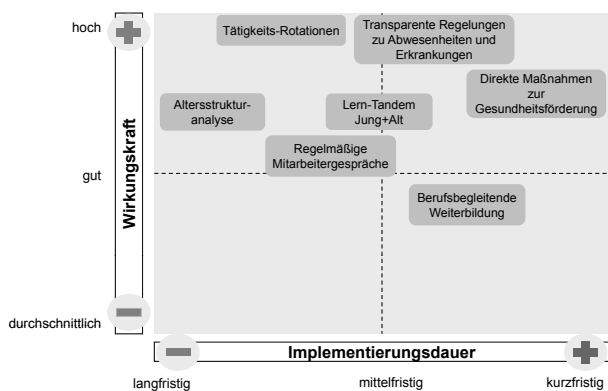 hoch
Tätigkeits-Rotationen
Transparente Regelungen
zu Abwesenheiten und
Erkrankungen
Direkte Maßnahmen
zur
Gesundheitsförderung
Altersstruktur-
analyse
Lern-Tandem
Jung+Alt
Regelmäßige
Mitarbeitergespräche
gut
Wirkungskraft
Berufsbegleitende
Weiterbildung
durchschnittlich
Implementierungsdauer
langfristig
mittelfristig
kurzfristig